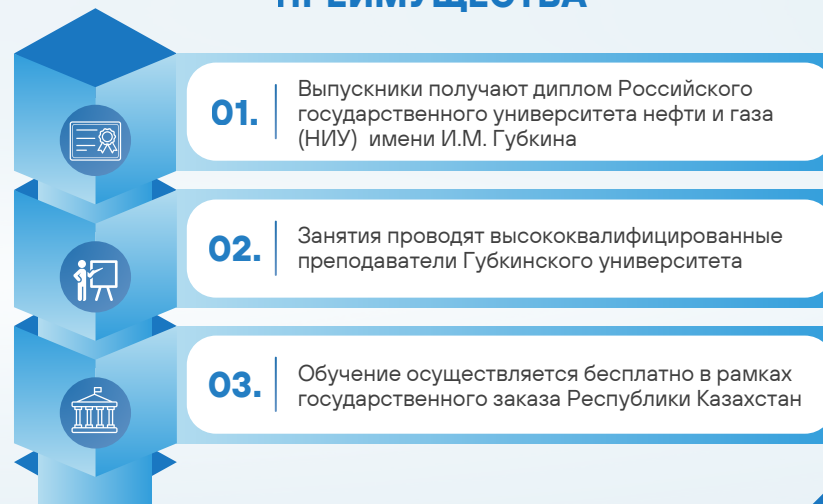 ПРЕИМУЩЕСТВА
01.
Выпускники получают диплом Российского
государственного университета нефти и газа
(НИУ) имени И.М. Губкина
02.
Занятия проводят высококвалифицированные
преподаватели Губкинского университета
03.
Обучение осуществляется бесплатно в рамках
государственного заказа Республики Казахстан